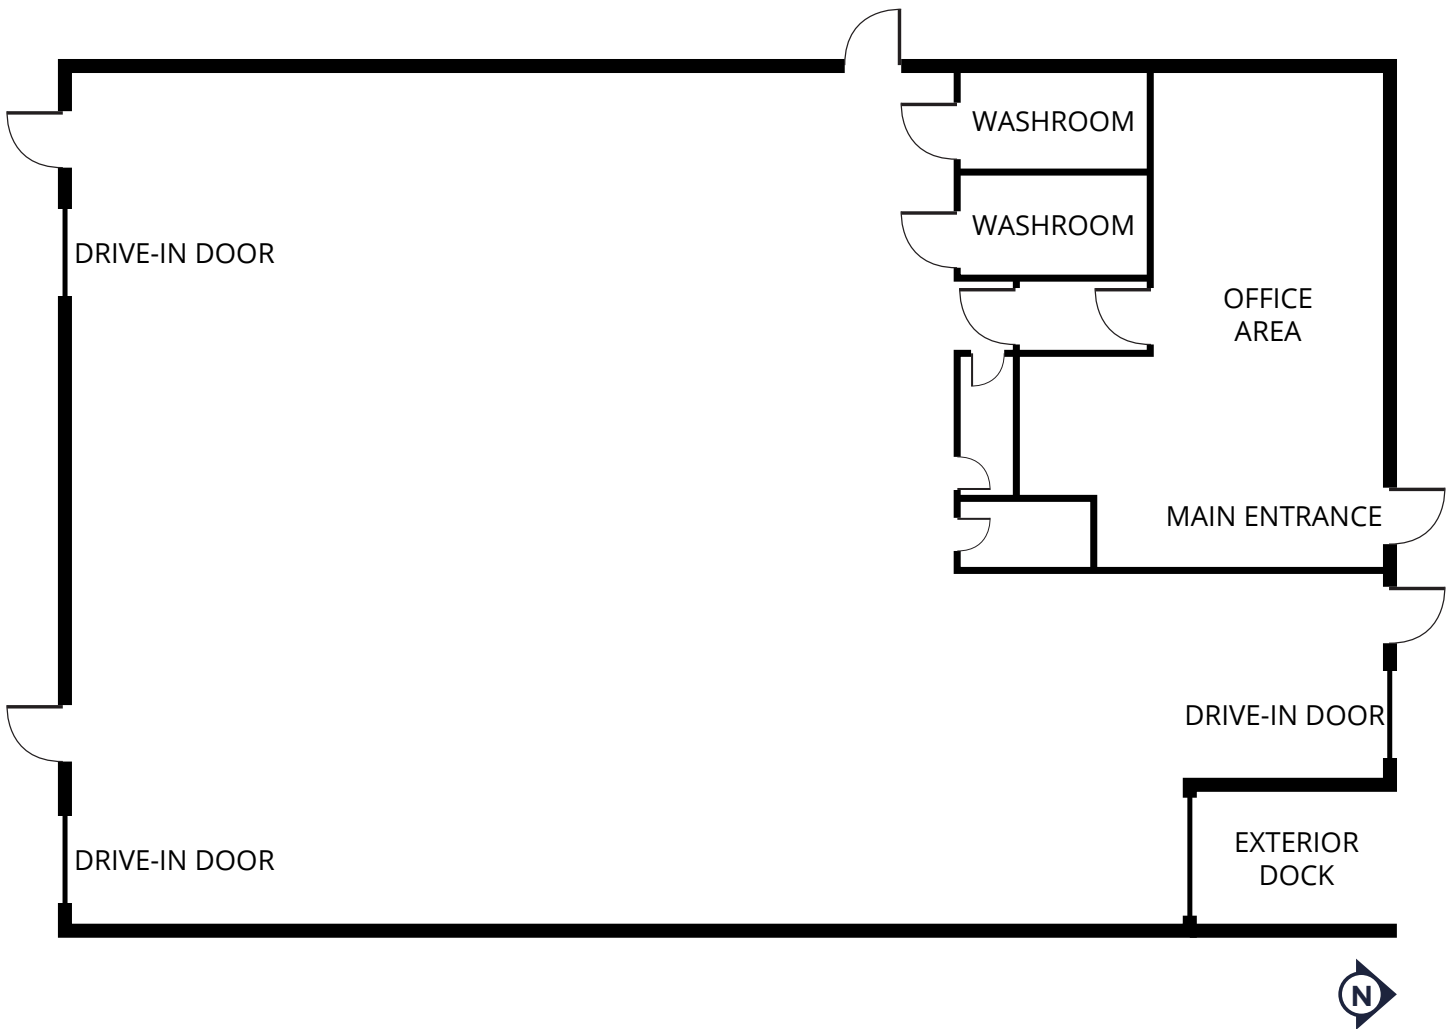 WASHROOM
WASHROOM
DRIVE-IN DOOR
OFFICE
AREA
MAIN ENTRANCE
DRIVE-IN DOOR
EXTERIOR
DOCK
DRIVE-IN DOOR
N